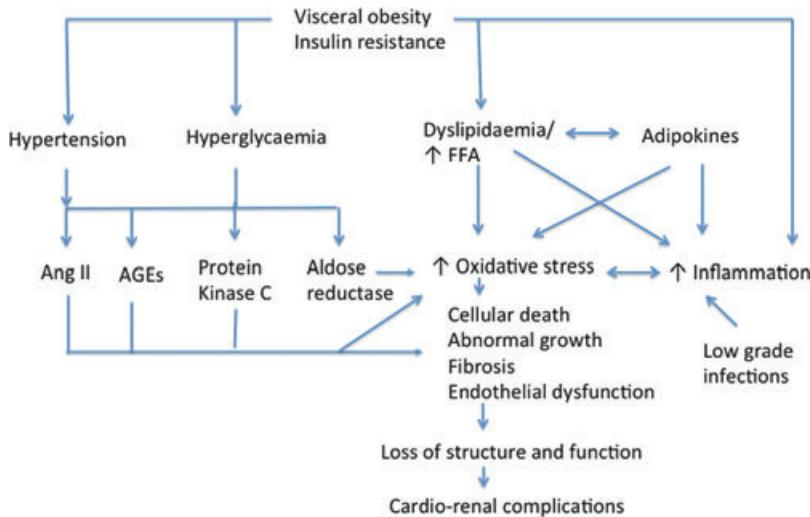 Visceral obesity
Insulin resistance
Hypertension
Hyperglycaemia
Dyslipidaemia/
↑ FFA
Adipokines
Ang II
AGEs
Protein
Kinase C
Aldose
reductase
↑ Oxidative stress
↑ Inflammation
Cellular death
Abnormal growth
Fibrosis
Endothelial dysfunction
Low grade
infections
Loss of structure and function
Cardio-renal complications